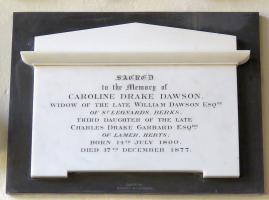 SACRED
to the Memory of
CAROLINE DRAKE DAWSON.
WIDOW OF THE LATE WILLIAM DAWSON ESQRE
OF ST LEONARDS, BERKS.
THIRD DAUGHTER OF THE LATE
CHARLES DRAKE GARRARD ESQRE
OF LAMER, HERTS:
BORN 14TH JULY 1800.
DIED 17TH DECEMBER 1877.